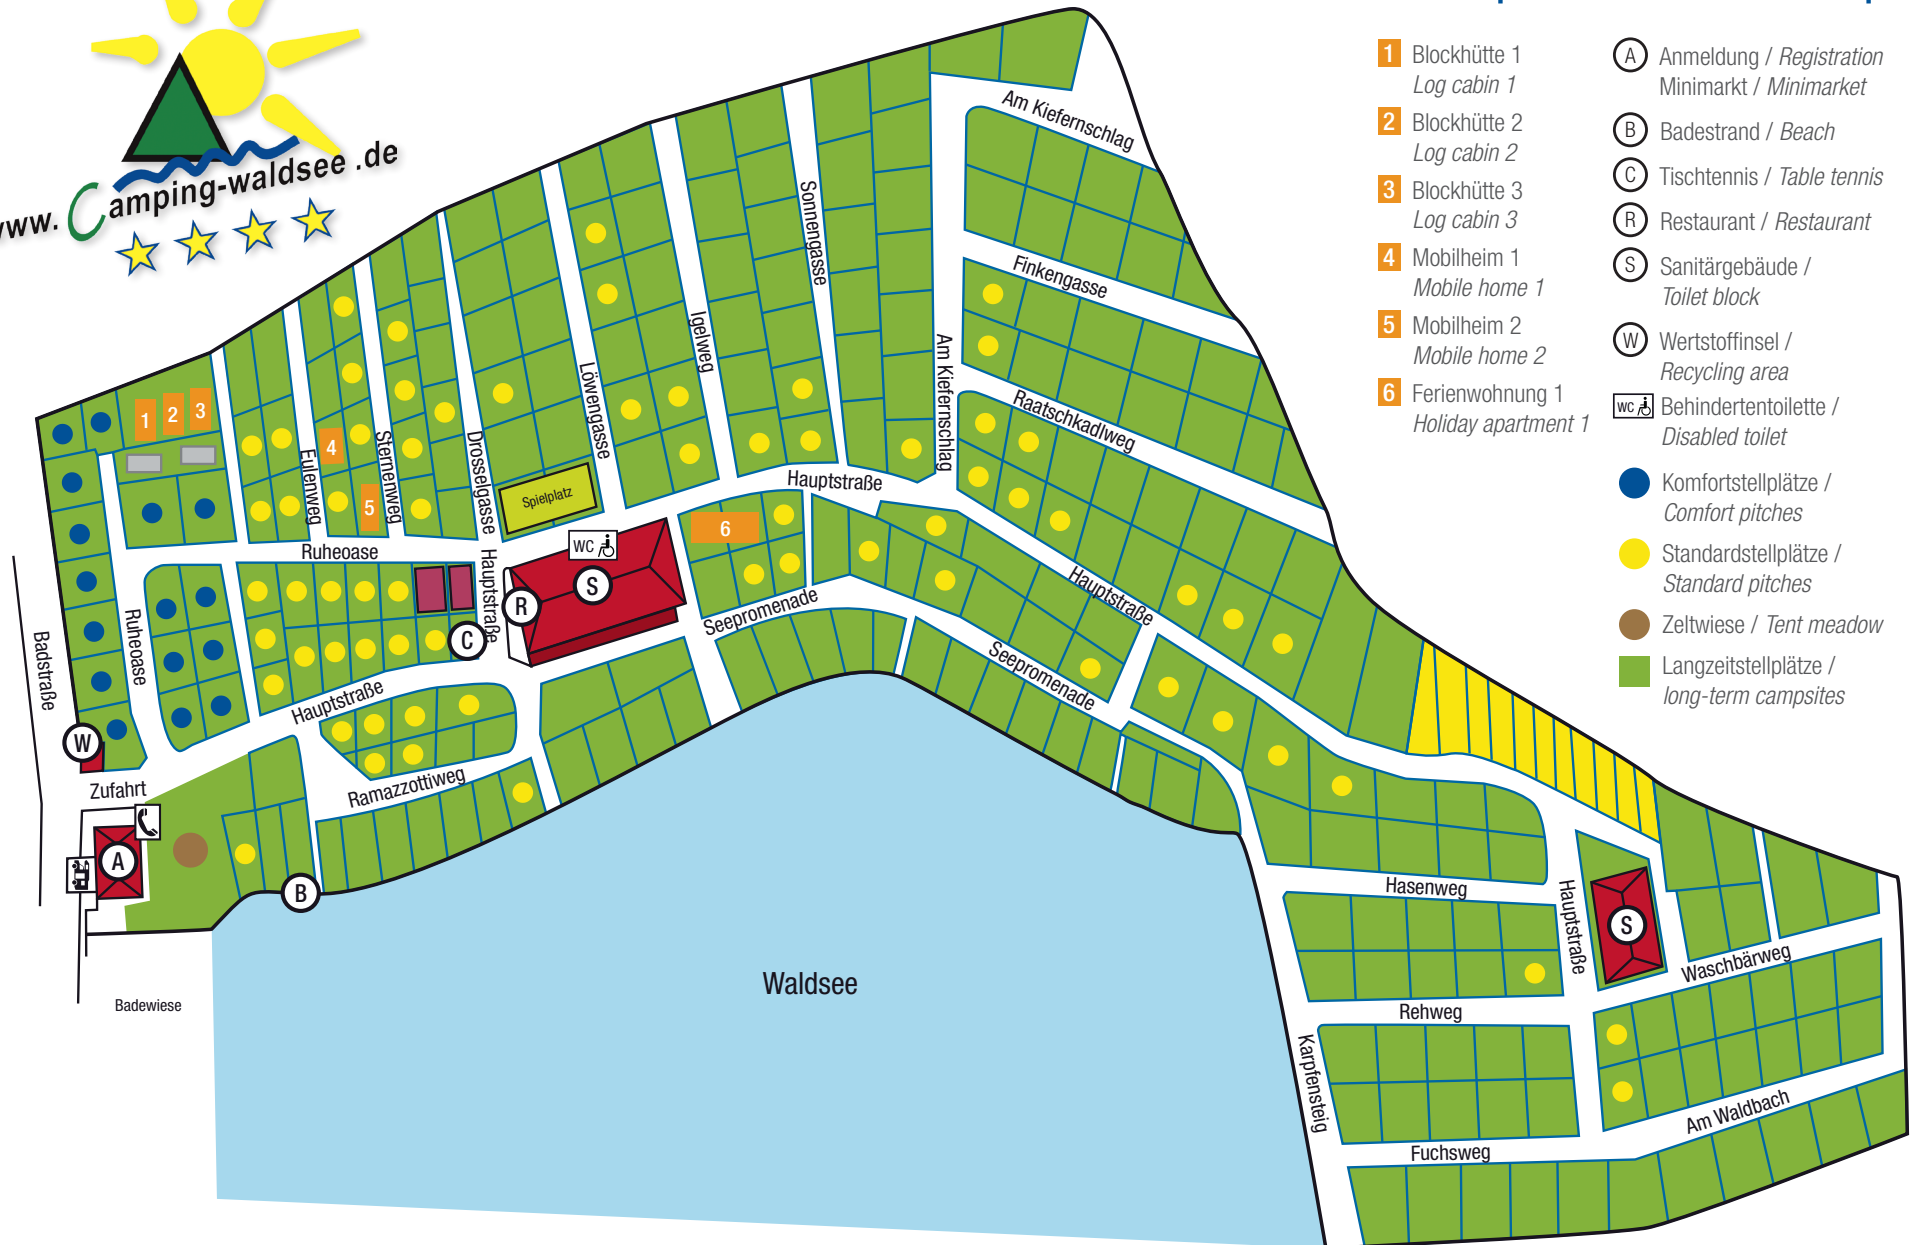 www.Camping-waldsee.de
1 Blockhütte 1
Log cabin 1
2 Blockhütte 2
Log cabin 2
3 Blockhütte 3
Log cabin 3
4 Mobilheim 1
Mobile home 1
5 Mobilheim 2
Mobile home 2
6 Ferienwohnung 1
Holiday apartment 1
A Anmeldung / Registration
Minimarkt / Minimarket
B Badestrand / Beach
C Tischtennis / Table tennis
R Restaurant / Restaurant
S Sanitärgebäude /
Toilet block
W Wertstoffinsel /
Recycling area
WC Behindertentoilette /
Disabled toilet
Komfortstellplätze /
Comfort pitches
Standardstellplätze /
Standard pitches
Zeltwiese / Tent meadow
Langzeitstellplätze /
long-term campsites
Am Kiefernschlag
Finkengasse
Raatschkadlweg
Am Kiefernschlag
Sonnengasse
Igelweg
Löwengasse
Drosselgasse
Sternenweg
Eulenweg
1
2
3
4
5
6
Spielplatz
Hauptstraße
Ruheoase
Hauptstraße
WC
S
R
C
Seepromenade
Hauptstraße
Seepromenade
Ruheoase
Badstraße
Hauptstraße
Ramazzottiweg
W
Zufahrt
A
B
Badewiese
Waldsee
Hasenweg
Hauptstraße
S
Waschbärweg
Rehweg
Karpfensteig
Am Waldbach
Fuchsweg